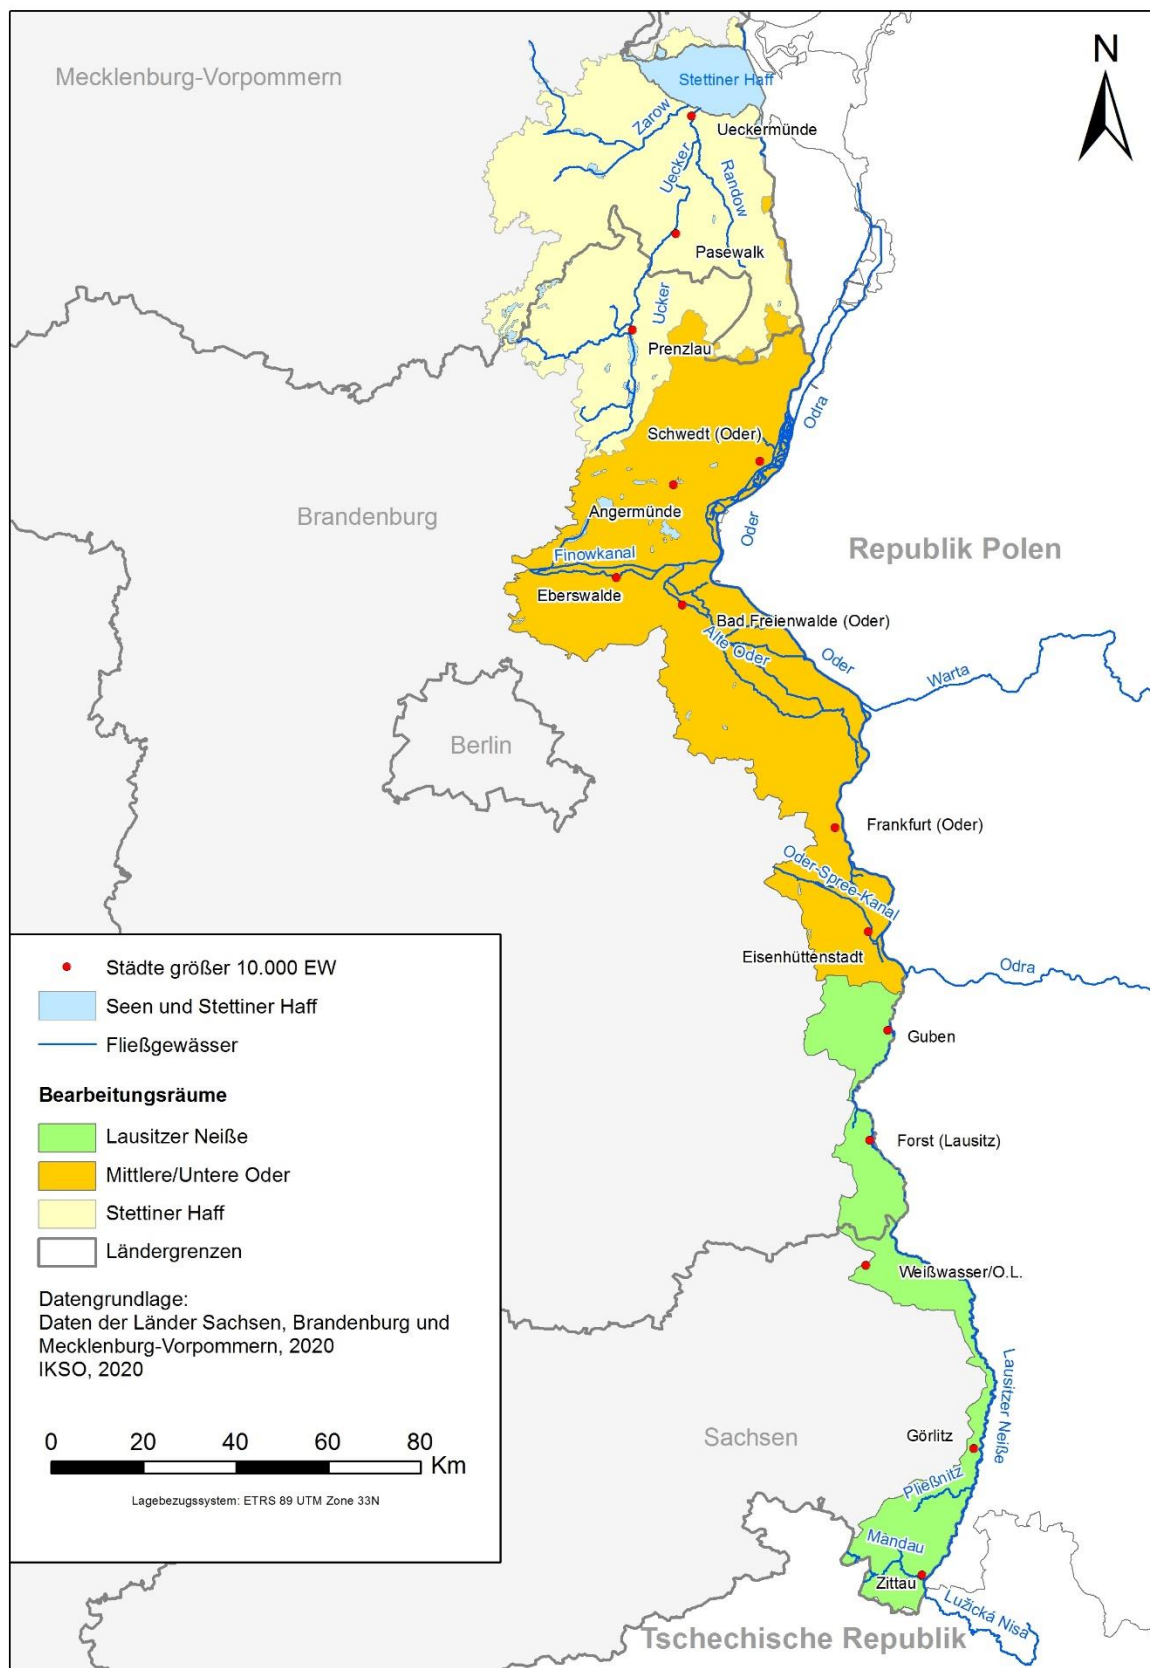 N
Mecklenburg-Vorpommern
Stettiner Haff
Zarow
Ueckermünde
Uecker
Randow
Pasewalk
Ucker
Prenzlau
Odra
Schwedt (Oder)
Angermünde
Brandenburg
Oder
Republik Polen
Finowkanal
Eberswalde
Bad Freienwalde (Oder)
Alte Oder
Oder
Warta
Berlin
Frankfurt (Oder)
Oder-Spree-Kanal
Eisenhüttenstadt
Odra
Guben
Forst (Lausitz)
Weißwasser/O.L.
Lausitzer Neiße
Sachsen
Görlitz
Pließnitz
Mandau
Zittau
Lužická Nisa
Tschechische Republik
Städte größer 10.000 EW
Seen und Stettiner Haff
Fließgewässer
Bearbeitungsräume
Lausitzer Neiße
Mittlere/Untere Oder
Stettiner Haff
Ländergrenzen
Datengrundlage:
Daten der Länder Sachsen, Brandenburg und
Mecklenburg-Vorpommern, 2020
IKSO, 2020
0 20 40 60 80
Km
Lagebezugssystem: ETRS 89 UTM Zone 33N